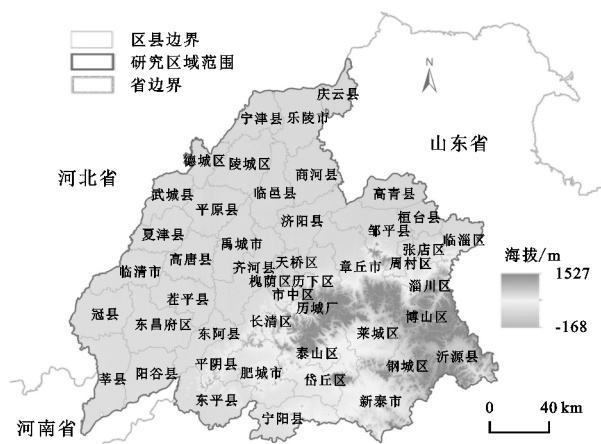 区县边界
研究区域范围
省边界
N
庆云县
宁津县 乐陵市
山东省
德城区 陵城区
河北省
商河县
武城县 临邑县 高青县
平原县
济阳县 桓台县
夏津县 邹平县 临淄区
禹城市 张店区
高唐县 天桥区 章丘市 周村区 海拔/m
临清市 齐河县
槐荫区历下区 淄川区 1527
茌平县 市中区
冠县 历城厂 博山区
东昌府区 长清区
东阿县 莱城区 -168
泰山区 沂源县
平阴县 钢城区
莘县 阳谷县 肥城市 岱丘区
东平县 新泰市
宁阳县 0 40 km
河南省